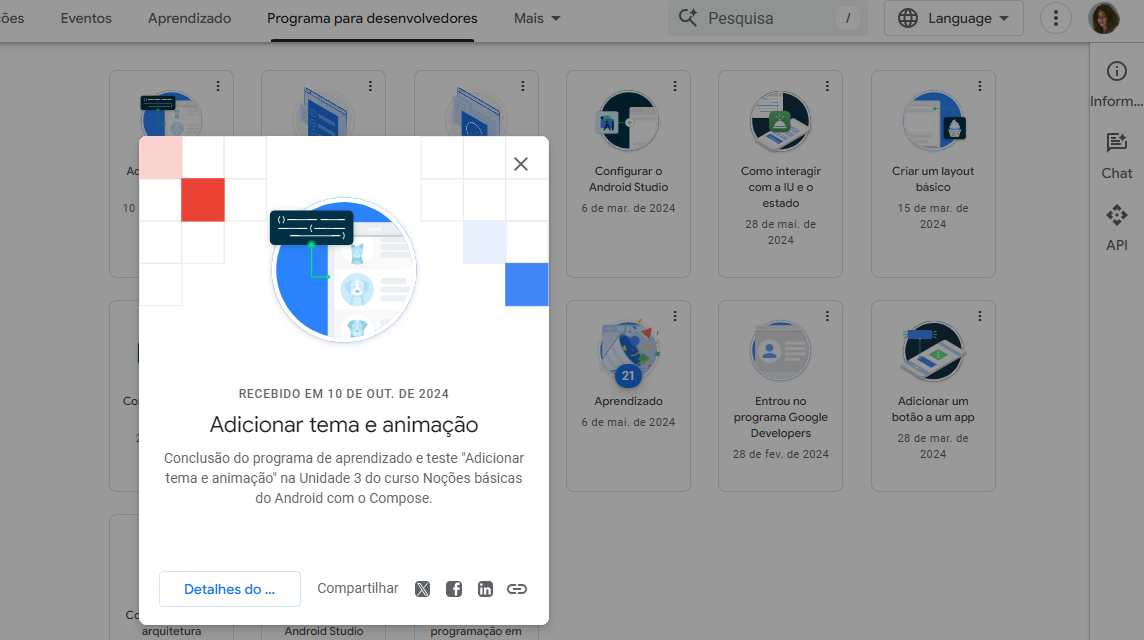 ões
Eventos
Aprendizado
Programa para desenvolvedores
Mais
Pesquisa
/
Language
Inform...
Chat
API
Configurar o
Android Studio
6 de mar. de 2024
Como interagir
com a IU e o
estado
28 de mai. de
2024
Criar um layout
básico
15 de mar. de
2024
10
RECEBIDO EM 10 DE OUT. DE 2024
Adicionar tema e animação
Conclusão do programa de aprendizado e teste "Adicionar
tema e animação" na Unidade 3 do curso Noções básicas
do Android com o Compose.
Detalhes do ...
Compartilhar
21
Aprendizado
6 de mai. de 2024
Entrou no
programa Google
Developers
28 de fev. de 2024
Adicionar um
botão a um app
28 de mar. de
2024
Co
arquitetura
Android Studio
programação em